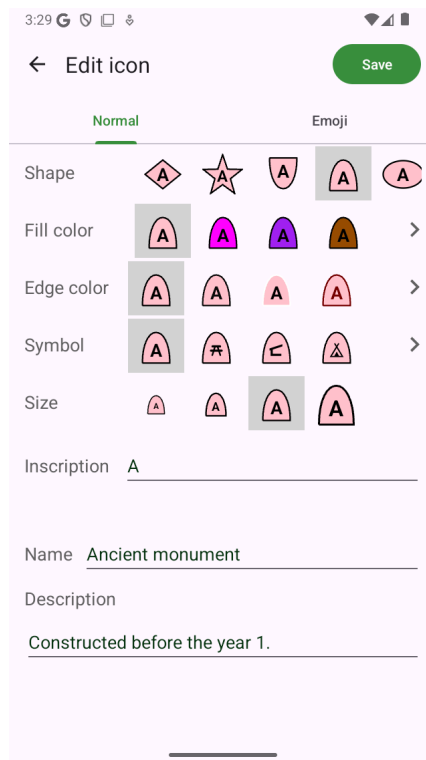 3:29
Edit icon
Save
Normal
Emoji
Shape
A A A A A
Fill color
A A A A
Edge color
A A A A
Symbol
A
Size
A A A A
Inscription A
Name Ancient monument
Description
Constructed before the year 1.